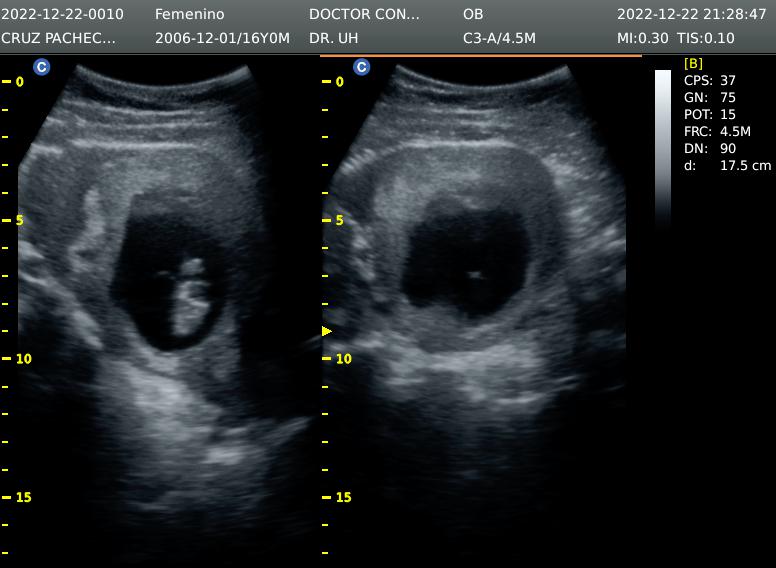 2022-12-22-0010 Femenino DOCTOR CON... OB 2022-12-22 21:28:47
CRUZ PACHEC... 2006-12-01/16Y0M DR. UH C3-A/4.5M MI:0.30 TIS:0.10
C C
[B]
0 0
CPS: 37
GN: 75
POT: 15
FRC: 4.5M
DN: 90
d: 17.5 cm
5 5
10 10
15 15